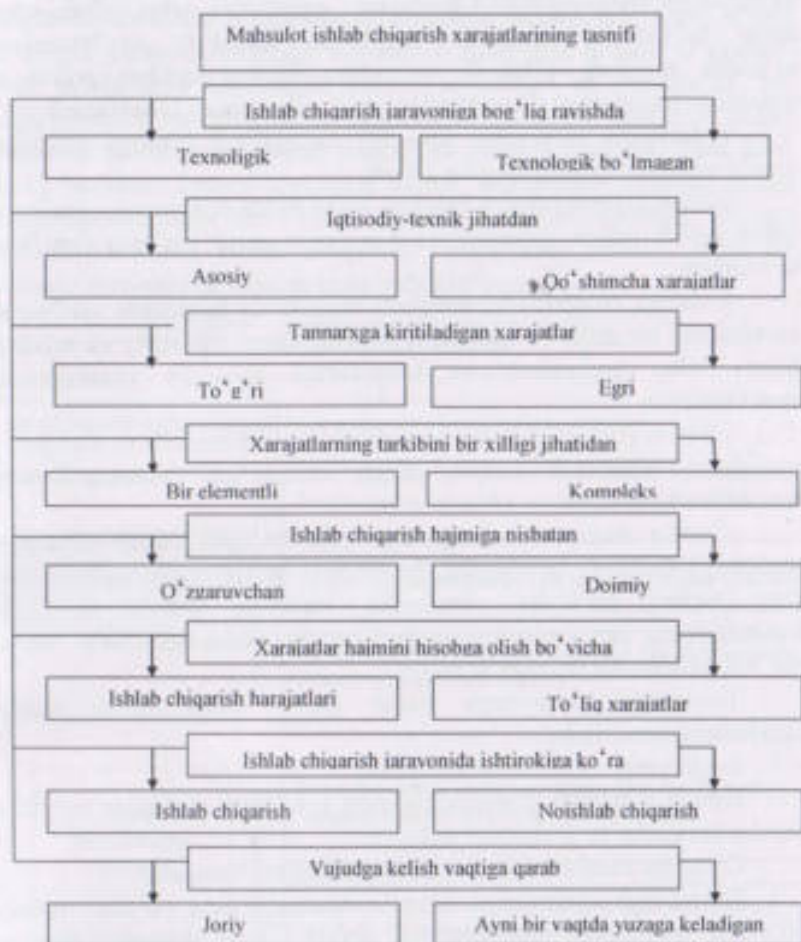 Mahsulot ishlab chiqarish xarajatlarining tasnifi
Ishlab chiqarish jaravoniga bog‘liq ravishda
Texnoligik
Texnologik bo‘lmagan
Iqtisodiy-texnik jihatdan
Asosiy
Qo‘shimcha xarajatlar
Tannarxga kiritiladigan xarajatlar
To‘g‘ri
Egri
Xarajatlarning tarkibini bir xilligi jihatidan
Bir elementli
Kompleks
Ishlab chiqarish hajmiga nisbatan
O‘zgaruvchan
Doimiy
Xarajatlar hajmini hisobga olish bo‘yicha
Ishlab chiqarish harajatlari
To‘liq xarajatlar
Ishlab chiqarish jarayonida ishtirokiga ko‘ra
Ishlab chiqarish
Noishlab chiqarish
Vujudga kelish vaqtiga qarab
Joriy
Ayni bir vaqtda yuzaga keladigan